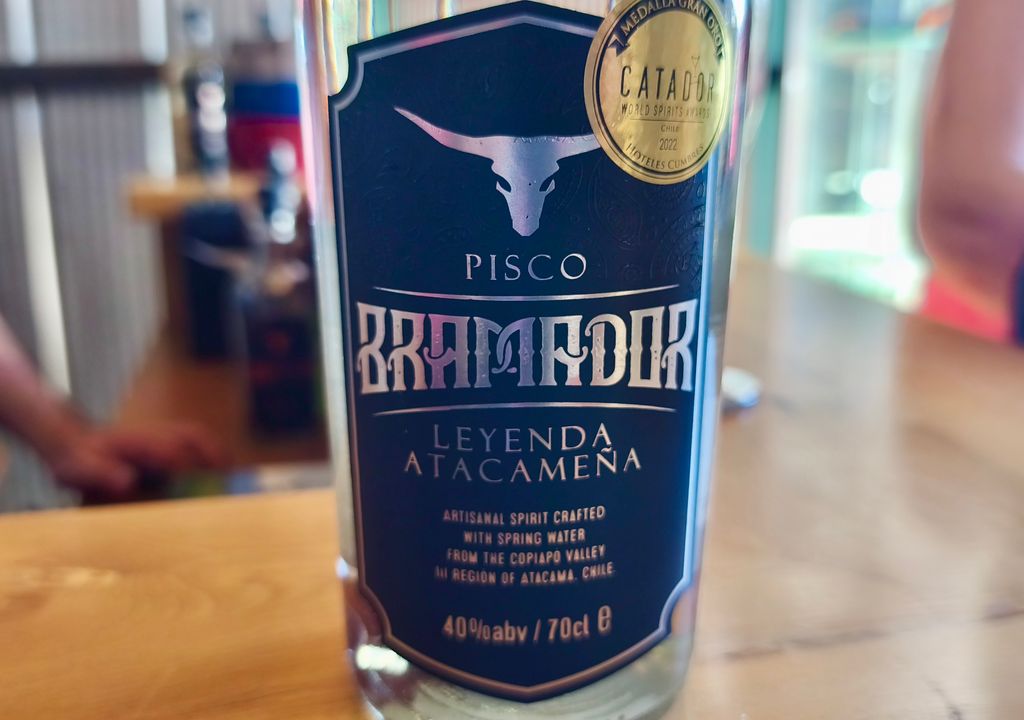 MEDALLA GRAN ORO
CATADOR
WORLD SPIRITS AWARDS
CHILE
2022
HOTELES CUMBRES
PISCO
BRAMADOR
LEYENDA
ATACAMEÑA
ARTISANAL SPIRIT CRAFTED
WITH SPRING WATER
FROM THE COPIAPO VALLEY
III REGION OF ATACAMA, CHILE.
40%abv / 70cl e